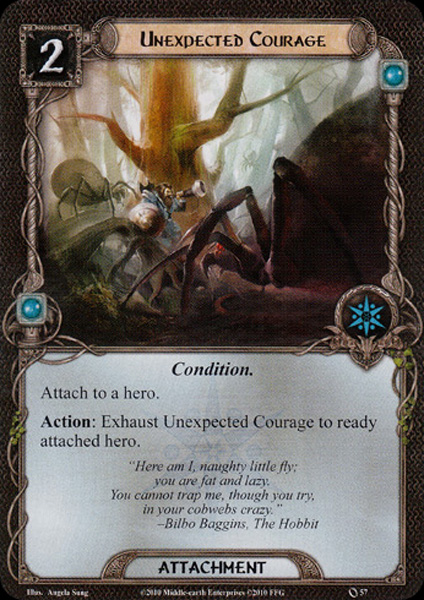 2
UNEXPECTED COURAGE
Condition.
Attach to a hero.
Action: Exhaust Unexpected Courage to ready
attached hero.
"Here am I, naughty little fly;
you are fat and lazy.
You cannot trap me, though you try,
in your cobwebs crazy."
–Bilbo Baggins, The Hobbit
ATTACHMENT
Illus. Angela Sung
©2010 Middle-earth Enterprises ©2010 FFG
57